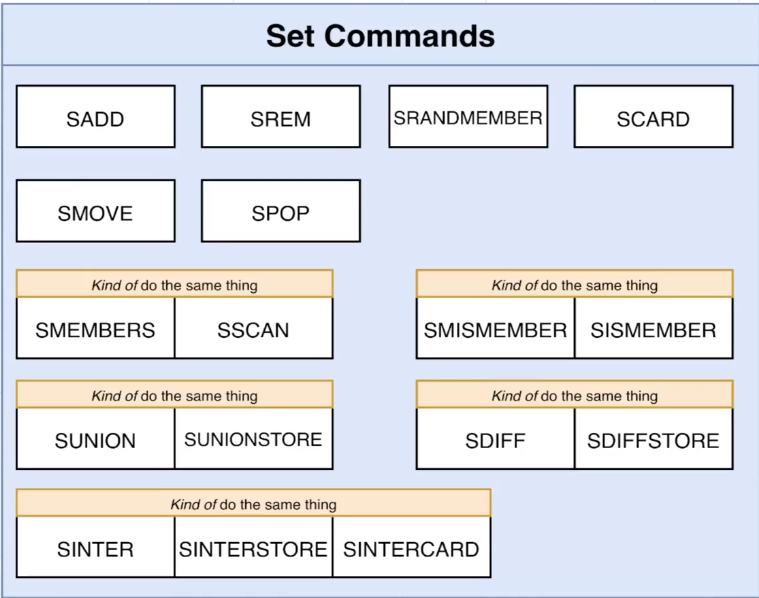 Set Commands
SADD
SREM
SRANDMEMBER
SCARD
SMOVE
SPOP
Kind of do the same thing
SMEMBERS
SSCAN
Kind of do the same thing
SMISMEMBER
SISMEMBER
Kind of do the same thing
SUNION
SUNIONSTORE
Kind of do the same thing
SDIFF
SDIFFSTORE
Kind of do the same thing
SINTER
SINTERSTORE
SINTERCARD